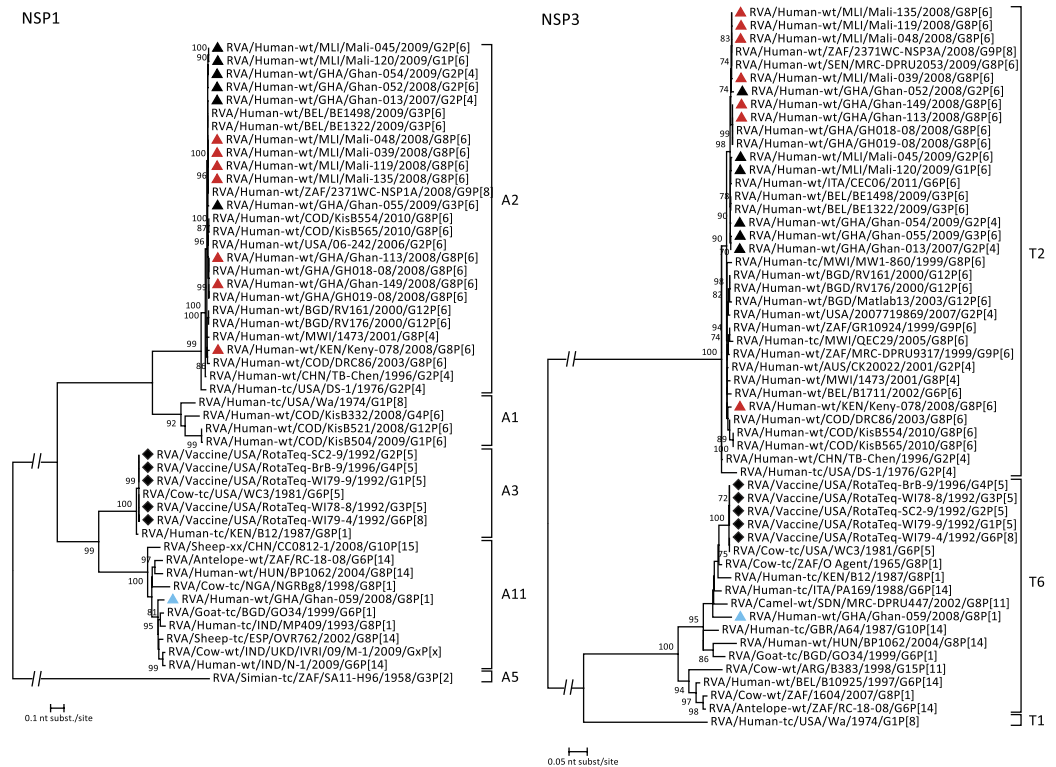 NSP1
100
90
RVA/Human-wt/MLI/Mali-045/2009/G2P[6]
RVA/Human-wt/MLI/Mali-120/2009/G1P[6]
RVA/Human-wt/GHA/Ghan-054/2009/G2P[4]
RVA/Human-wt/GHA/Ghan-052/2008/G2P[6]
RVA/Human-wt/GHA/Ghan-013/2007/G2P[4]
RVA/Human-wt/BEL/BE1498/2009/G3P[6]
RVA/Human-wt/BEL/BE1322/2009/G3P[6]
RVA/Human-wt/MLI/Mali-048/2008/G8P[6]
100
RVA/Human-wt/MLI/Mali-039/2008/G8P[6]
RVA/Human-wt/MLI/Mali-119/2008/G8P[6]
96
RVA/Human-wt/MLI/Mali-135/2008/G8P[6]
RVA/Human-wt/ZAF/2371WC-NSP1A/2008/G9P[8]
A2
RVA/Human-wt/GHA/Ghan-055/2009/G3P[6]
100
RVA/Human-wt/COD/KisB554/2010/G8P[6]
87
RVA/Human-wt/COD/KisB565/2010/G8P[6]
96
RVA/Human-wt/USA/06-242/2006/G2P[6]
RVA/Human-wt/GHA/Ghan-113/2008/G8P[6]
RVA/Human-wt/GHA/GH018-08/2008/G8P[6]
99
RVA/Human-wt/GHA/Ghan-149/2008/G8P[6]
RVA/Human-wt/GHA/GH019-08/2008/G8P[6]
100
RVA/Human-wt/BGD/RV161/2000/G12P[6]
100
RVA/Human-wt/BGD/RV176/2000/G12P[6]
RVA/Human-wt/MWI/1473/2001/G8P[4]
99
RVA/Human-wt/KEN/Keny-078/2008/G8P[6]
86
RVA/Human-wt/COD/DRC86/2003/G8P[6]
RVA/Human-wt/CHN/TB-Chen/1996/G2P[4]
RVA/Human-tc/USA/DS-1/1976/G2P[4]
RVA/Human-tc/USA/Wa/1974/G1P[8]
A1
RVA/Human-wt/COD/KisB332/2008/G4P[6]
92
RVA/Human-wt/COD/KisB521/2008/G12P[6]
99
RVA/Human-wt/COD/KisB504/2009/G1P[6]
RVA/Vaccine/USA/RotaTeq-SC2-9/1992/G2P[5]
RVA/Vaccine/USA/RotaTeq-BrB-9/1996/G4P[5]
99
RVA/Vaccine/USA/RotaTeq-WI79-9/1992/G1P[5]
A3
RVA/Cow-tc/USA/WC3/1981/G6P[5]
100
RVA/Vaccine/USA/RotaTeq-WI78-8/1992/G3P[5]
RVA/Vaccine/USA/RotaTeq-WI79-4/1992/G6P[8]
RVA/Human-tc/KEN/B12/1987/G8P[1]
99
RVA/Sheep-xx/CHN/CC0812-1/2008/G10P[15]
97
RVA/Antelope-wt/ZAF/RC-18-08/G6P[14]
RVA/Human-wt/HUN/BP1062/2004/G8P[14]
100
RVA/Cow-tc/NGA/NGRBg8/1998/G8P[1]
RVA/Human-wt/GHA/Ghan-059/2008/G8P[1]
A11
81
RVA/Goat-tc/BGD/GO34/1999/G6P[1]
95
RVA/Human-tc/IND/MP409/1993/G8P[1]
RVA/Sheep-tc/ESP/OVR762/2002/G8P[14]
RVA/Cow-wt/IND/UKD/IVRI/09/M-1/2009/GxP[x]
99
RVA/Human-wt/IND/N-1/2009/G6P[14]
RVA/Simian-tc/ZAF/SA11-H96/1958/G3P[2]
A5
0.1 nt subst./site
NSP3
RVA/Human-wt/MLI/Mali-135/2008/G8P[6]
RVA/Human-wt/MLI/Mali-119/2008/G8P[6]
83
RVA/Human-wt/MLI/Mali-048/2008/G8P[6]
RVA/Human-wt/ZAF/2371WC-NSP3A/2008/G9P[8]
74
RVA/Human-wt/SEN/MRC-DPRU2053/2009/G8P[6]
RVA/Human-wt/MLI/Mali-039/2008/G8P[6]
74
RVA/Human-wt/GHA/Ghan-052/2008/G2P[6]
RVA/Human-wt/GHA/Ghan-149/2008/G8P[6]
RVA/Human-wt/GHA/Ghan-113/2008/G8P[6]
99
RVA/Human-wt/GHA/GH018-08/2008/G8P[6]
98
RVA/Human-wt/GHA/GH019-08/2008/G8P[6]
RVA/Human-wt/MLI/Mali-045/2009/G2P[6]
RVA/Human-wt/MLI/Mali-120/2009/G1P[6]
RVA/Human-wt/ITA/CEC06/2011/G6P[6]
78
RVA/Human-wt/BEL/BE1498/2009/G3P[6]
RVA/Human-wt/BEL/BE1322/2009/G3P[6]
90
RVA/Human-wt/GHA/Ghan-054/2009/G2P[4]
90
RVA/Human-wt/GHA/Ghan-055/2009/G3P[6]
70
RVA/Human-wt/GHA/Ghan-013/2007/G2P[4]
T2
RVA/Human-tc/MWI/MW1-860/1999/G8P[6]
98
RVA/Human-wt/BGD/RV161/2000/G12P[6]
RVA/Human-wt/BGD/RV176/2000/G12P[6]
82
RVA/Human-wt/BGD/Matlab13/2003/G12P[6]
RVA/Human-wt/USA/2007719869/2007/G2P[4]
94
RVA/Human-wt/ZAF/GR10924/1999/G9P[6]
74
RVA/Human-tc/MWI/QEC29/2005/G8P[6]
100
RVA/Human-wt/ZAF/MRC-DPRU9317/1999/G9P[6]
RVA/Human-wt/AUS/CK20022/2001/G2P[4]
RVA/Human-wt/MWI/1473/2001/G8P[4]
RVA/Human-wt/BEL/B1711/2002/G6P[6]
RVA/Human-wt/KEN/Keny-078/2008/G8P[6]
RVA/Human-wt/COD/DRC86/2003/G8P[6]
89
RVA/Human-wt/COD/KisB554/2010/G8P[6]
100
RVA/Human-wt/COD/KisB565/2010/G8P[6]
RVA/Human-wt/CHN/TB-Chen/1996/G2P[4]
RVA/Human-tc/USA/DS-1/1976/G2P[4]
RVA/Vaccine/USA/RotaTeq-BrB-9/1996/G4P[5]
72
RVA/Vaccine/USA/RotaTeq-WI78-8/1992/G3P[5]
RVA/Vaccine/USA/RotaTeq-SC2-9/1992/G2P[5]
100
RVA/Vaccine/USA/RotaTeq-WI79-9/1992/G1P[5]
RVA/Vaccine/USA/RotaTeq-WI79-4/1992/G6P[8]
75
RVA/Cow-tc/USA/WC3/1981/G6P[5]
RVA/Cow-tc/ZAF/O Agent/1965/G8P[1]
RVA/Human-tc/KEN/B12/1987/G8P[1]
T6
RVA/Human-tc/ITA/PA169/1988/G6P[14]
RVA/Camel-wt/SDN/MRC-DPRU447/2002/G8P[11]
95
RVA/Human-wt/GHA/Ghan-059/2008/G8P[1]
RVA/Human-tc/GBR/A64/1987/G10P[14]
100
RVA/Human-wt/HUN/BP1062/2004/G8P[14]
86
RVA/Goat-tc/BGD/GO34/1999/G6P[1]
RVA/Cow-wt/ARG/B383/1998/G15P[11]
94
RVA/Human-wt/BEL/B10925/1997/G6P[14]
97
RVA/Cow-wt/ZAF/1604/2007/G8P[1]
98
RVA/Antelope-wt/ZAF/RC-18-08/G6P[14]
RVA/Human-tc/USA/Wa/1974/G1P[8]
T1
0.05 nt subst/site